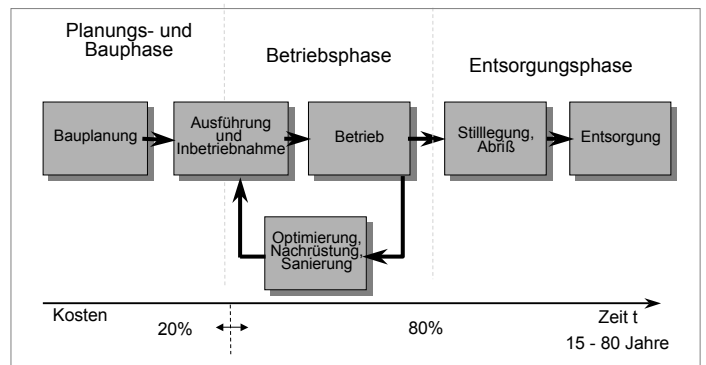 Planungs- und
Bauphase
Betriebsphase
Entsorgungsphase
Bauplanung
Ausführung
und
Inbetriebnahme
Betrieb
Stilllegung,
Abriß
Entsorgung
Optimierung,
Nachrüstung,
Sanierung
Kosten
20%
80%
Zeit t
15 - 80 Jahre